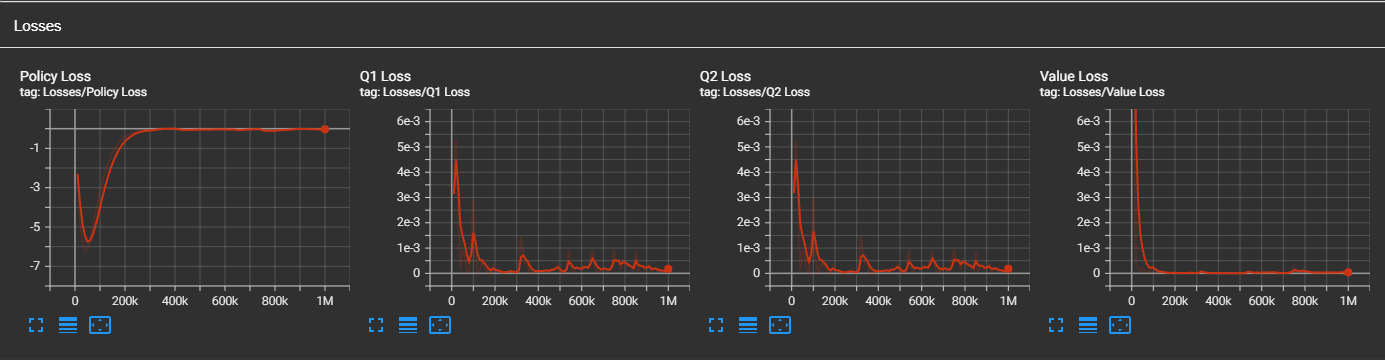 Losses
Policy Loss
tag: Losses/Policy Loss
-1
-3
-5
-7
0 200k 400k 600k 800k 1M
Q1 Loss
tag: Losses/Q1 Loss
6e-3
5e-3
4e-3
3e-3
2e-3
1e-3
0
0 200k 400k 600k 800k 1M
Q2 Loss
tag: Losses/Q2 Loss
6e-3
5e-3
4e-3
3e-3
2e-3
1e-3
0
0 200k 400k 600k 800k 1M
Value Loss
tag: Losses/Value Loss
6e-3
5e-3
4e-3
3e-3
2e-3
1e-3
0
0 200k 400k 600k 800k 1M